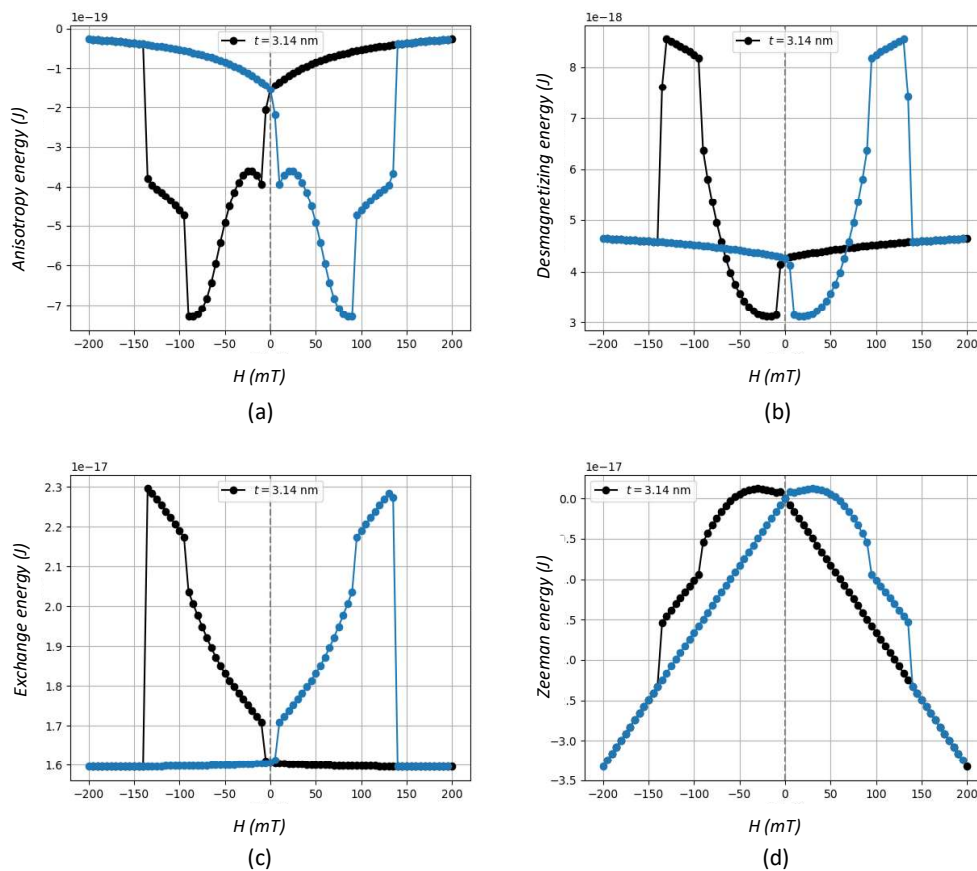 1e−19
t = 3.14 nm
0
−1
−2
−3
−4
−5
−6
−7
Anisotropy energy (J)
−200 −150 −100 −50 0 50 100 150 200
H (mT)
(a)
1e−18
t = 3.14 nm
8
7
6
5
4
3
Desmagnetizing energy (J)
−200 −150 −100 −50 0 50 100 150 200
H (mT)
(b)
1e−17
t = 3.14 nm
2.3
2.2
2.1
2.0
1.9
1.8
1.7
1.6
Exchange energy (J)
−200 −150 −100 −50 0 50 100 150 200
H (mT)
(c)
1e−17
t = 3.14 nm
0.0
.5
.0
.5
.0
.5
−3.0
−3.5
Zeeman energy (J)
−200 −150 −100 −50 0 50 100 150 200
H (mT)
(d)